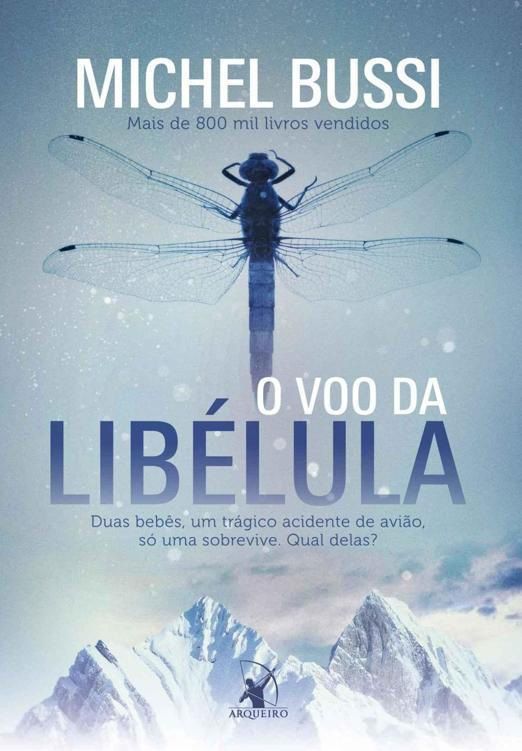 MICHEL BUSSI
Mais de 800 mil livros vendidos
O VOO DA
LIBÉLULA
Duas bebês, um trágico acidente de avião,
só uma sobrevive. Qual delas?
ARQUEIRO